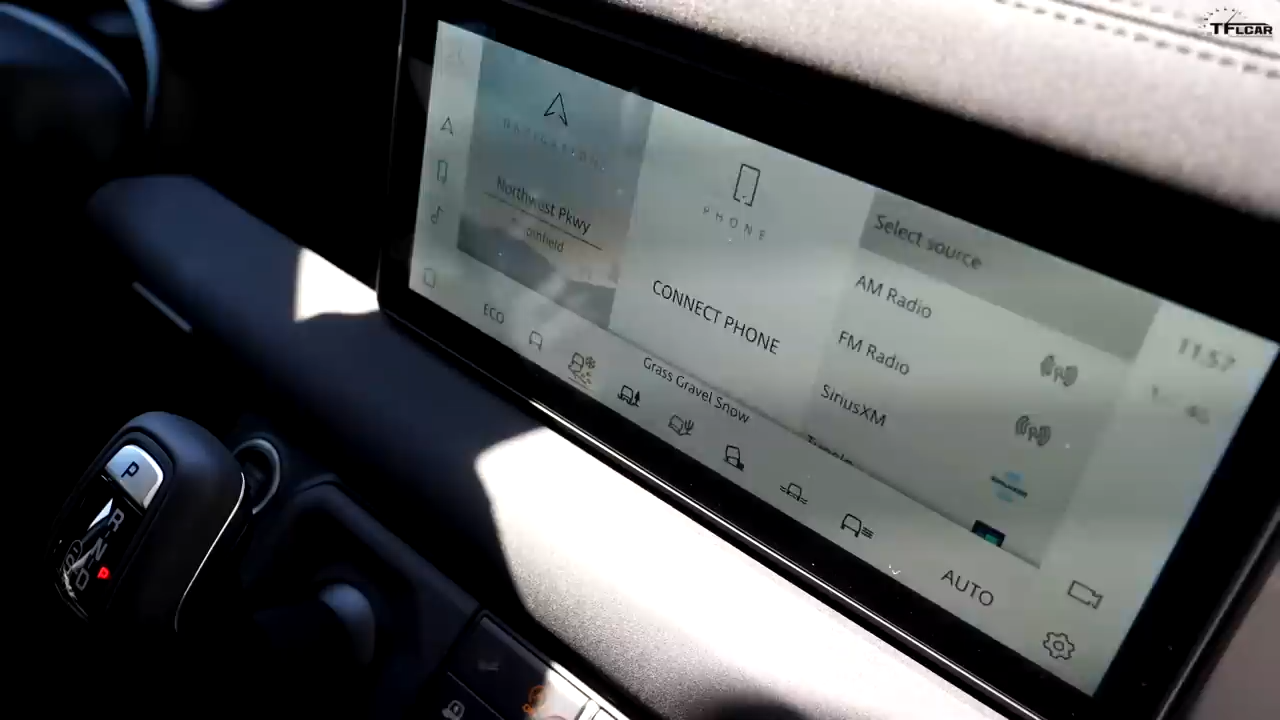 TFLCAR
NAVIGATION
Northwest Pkwy
PHONE
CONNECT PHONE
Select source
AM Radio
FM Radio
SiriusXM
11:57
ECO
Grass Gravel Snow
AUTO
P
R
N
D